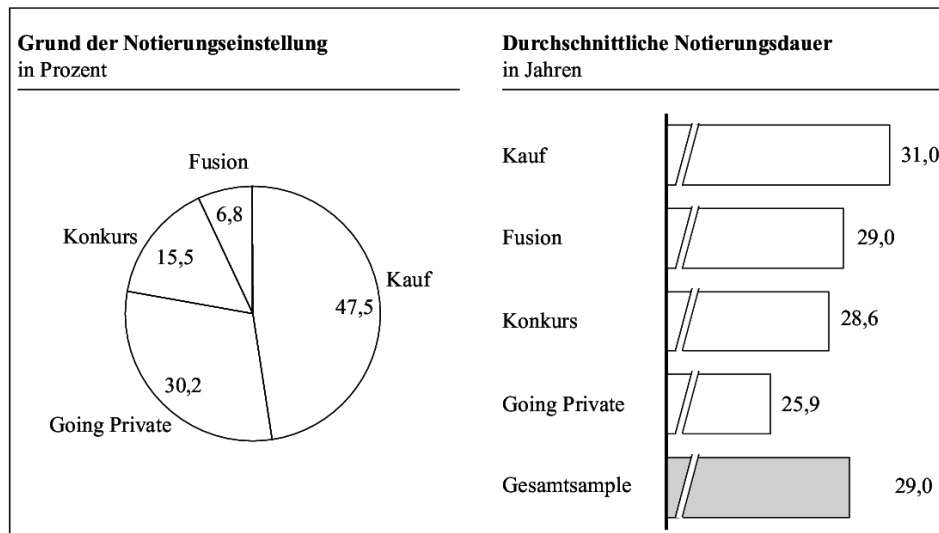 Grund der Notierungseinstellung
in Prozent
Fusion
6,8
Konkurs
15,5
Kauf
47,5
30,2
Going Private
Durchschnittliche Notierungsdauer
in Jahren
Kauf
31,0
Fusion
29,0
Konkurs
28,6
Going Private
25,9
Gesamtsample
29,0